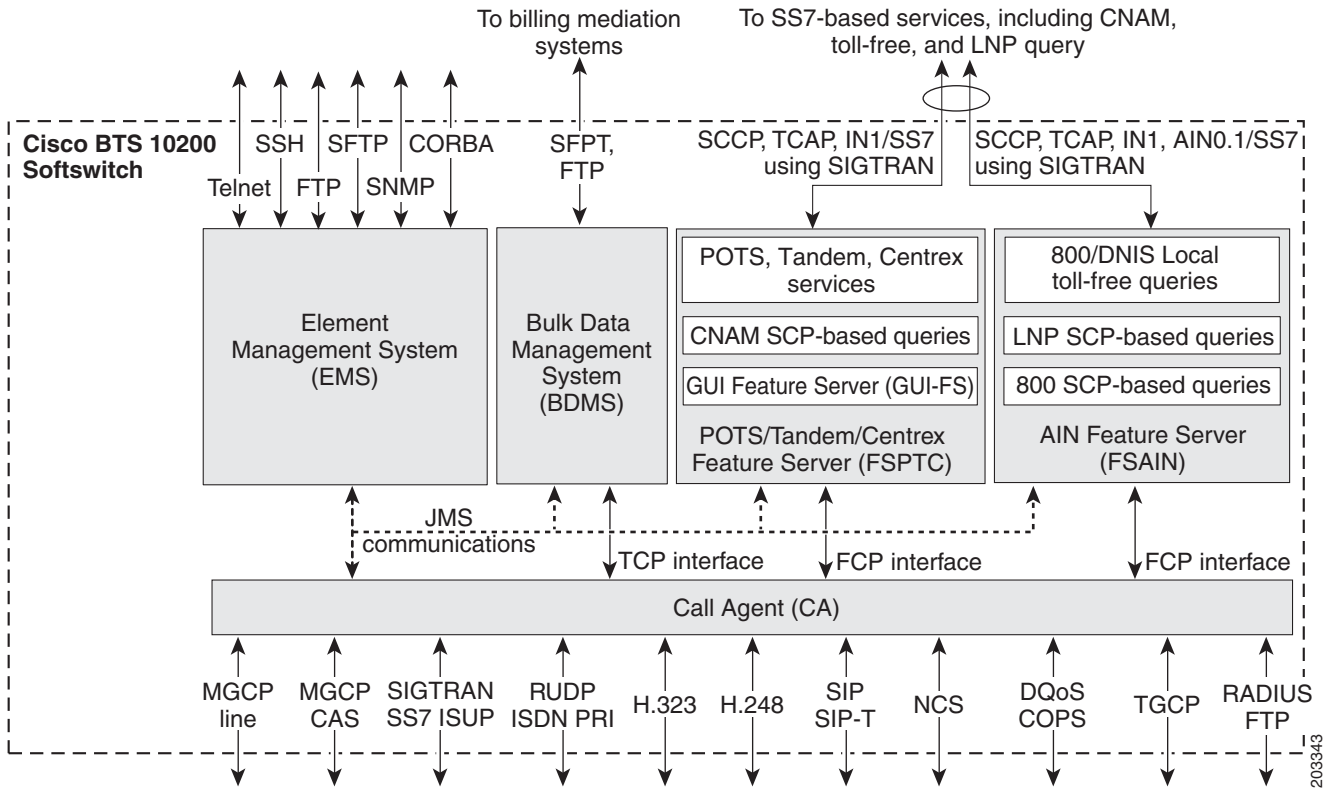 To billing mediation
systems
To SS7-based services, including CNAM,
toll-free, and LNP query
Cisco BTS 10200
Softswitch
SSH
SFTP
CORBA
Telnet
FTP
SNMP
SFPT,
FTP
SCCP, TCAP, IN1/SS7
using SIGTRAN
SCCP, TCAP, IN1, AIN0.1/SS7
using SIGTRAN
Element
Management System
(EMS)
Bulk Data
Management
System
(BDMS)
POTS, Tandem, Centrex
services
CNAM SCP-based queries
GUI Feature Server (GUI-FS)
POTS/Tandem/Centrex
Feature Server (FSPTC)
800/DNIS Local
toll-free queries
LNP SCP-based queries
800 SCP-based queries
AIN Feature Server
(FSAIN)
JMS
communications
TCP interface
FCP interface
FCP interface
Call Agent (CA)
MGCP
line
MGCP
CAS
SIGTRAN
SS7 ISUP
RUDP
ISDN PRI
H.323
H.248
SIP
SIP-T
NCS
DQoS
COPS
TGCP
RADIUS
FTP
203343